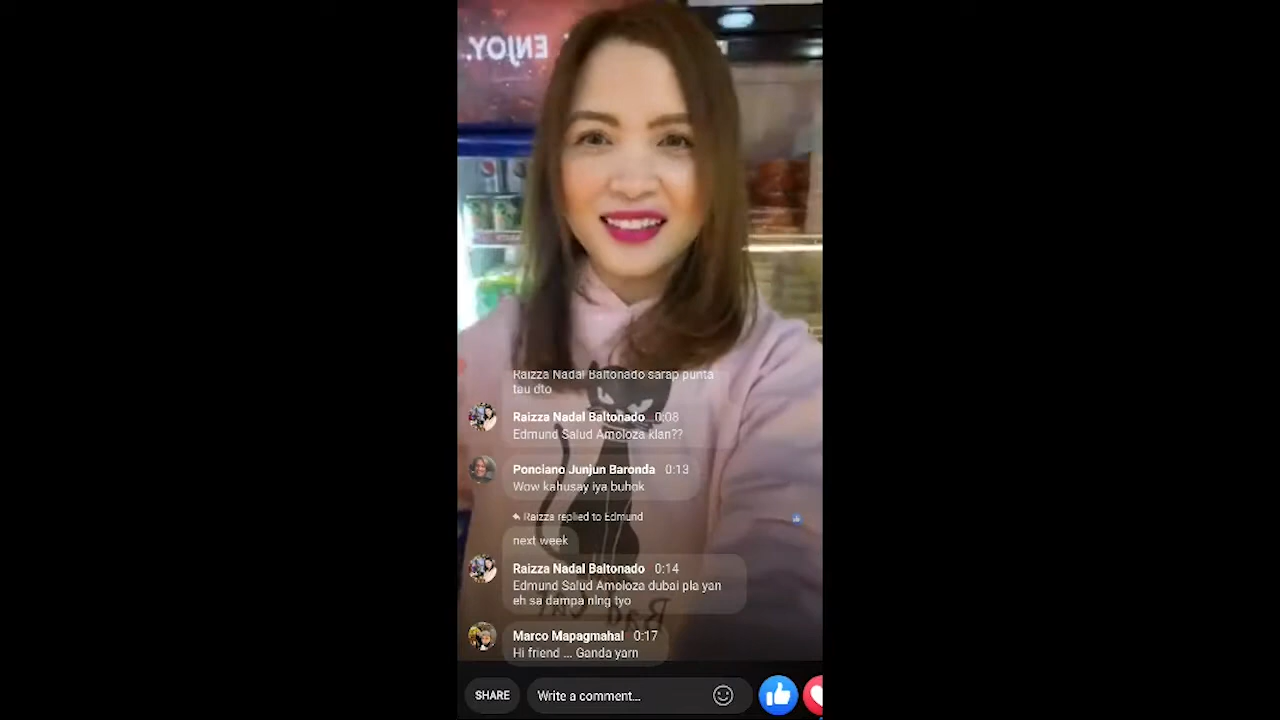 ENJOY.
Raizza Nadal Baltonado sarap punta
tau dto
Raizza Nadal Baltonado 0:08
Edmund Salud Amoloza klan??
Ponciano Junjun Baronda 0:13
Wow kahusay iya buhok
Raizza replied to Edmund
next week
Raizza Nadal Baltonado 0:14
Edmund Salud Amoloza dubai pla yan
eh sa dampa nlng tyo
Bad Cat
Marco Mapagmahal 0:17
Hi friend ... Ganda yarn
SHARE
Write a comment...